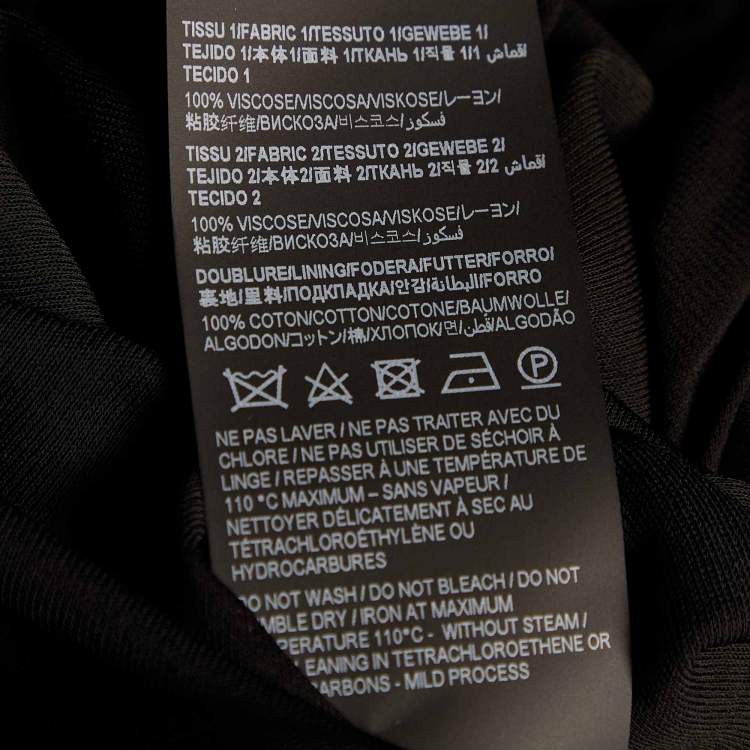 TISSU 1/FABRIC 1/TESSUTO 1/GEWEBE 1/
TEJIDO 1/本体1/面料 1/ТКАНЬ 1/직물 1/1 قماش/
TECIDO 1
100% VISCOSE/VISCOSA/VISKOSE/レーヨン/
粘胶纤维/ВИСКОЗА/비스코스/فسكوز
TISSU 2/FABRIC 2/TESSUTO 2/GEWEBE 2/
TEJIDO 2/本体2/面料 2/ТКАНЬ 2/직물 2/2 قماش/
TECIDO 2
100% VISCOSE/VISCOSA/VISKOSE/レーヨン/
粘胶纤维/ВИСКОЗА/비스코스/فسكوز
DOUBLURE/LINING/FODERA/FUTTER/FORRO/
裏地/里料/ПОДКЛАДКА/안감/البطانة/FORRO
100% COTON/COTTON/COTONE/BAUMWOLLE/
ALGODON/コットン/棉/ХЛОПОК/면/قطن/ALGODÃO
P
NE PAS LAVER / NE PAS TRAITER AVEC DU
CHLORE / NE PAS UTILISER DE SÉCHOIR À
LINGE / REPASSER À UNE TEMPÉRATURE DE
110 °C MAXIMUM – SANS VAPEUR /
NETTOYER DÉLICATEMENT À SEC AU
TÉTRACHLOROÉTHYLÈNE OU
HYDROCARBURES
DO NOT WASH / DO NOT BLEACH / DO NOT
MBLE DRY / IRON AT MAXIMUM
PERATURE 110°C - WITHOUT STEAM /
LEANING IN TETRACHLOROETHENE OR
CARBONS - MILD PROCESS